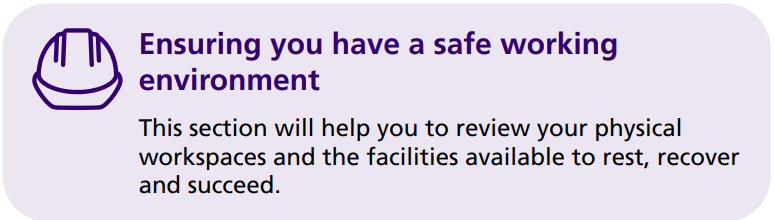 Ensuring you have a safe working
environment
This section will help you to review your physical
workspaces and the facilities available to rest, recover
and succeed.